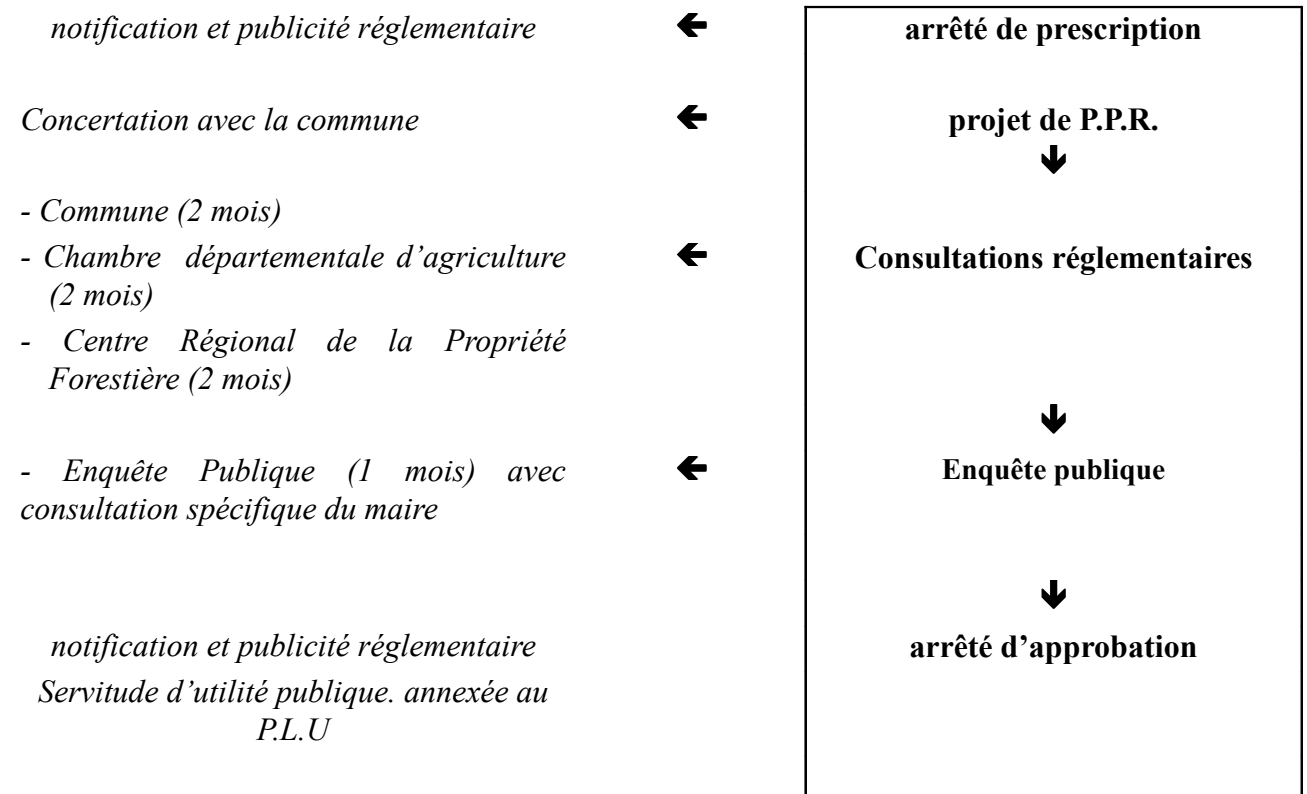 notification et publicité réglementaire 🡸 arrêté de prescription
Concertation avec la commune 🡸 projet de P.P.R.
🡻
- Commune (2 mois)
- Chambre départementale d’agriculture 🡸 Consultations réglementaires
(2 mois)
- Centre Régional de la Propriété
Forestière (2 mois)
🡻
- Enquête Publique (1 mois) avec 🡸 Enquête publique
consultation spécifique du maire
🡻
notification et publicité réglementaire arrêté d’approbation
Servitude d’utilité publique. annexée au
P.L.U